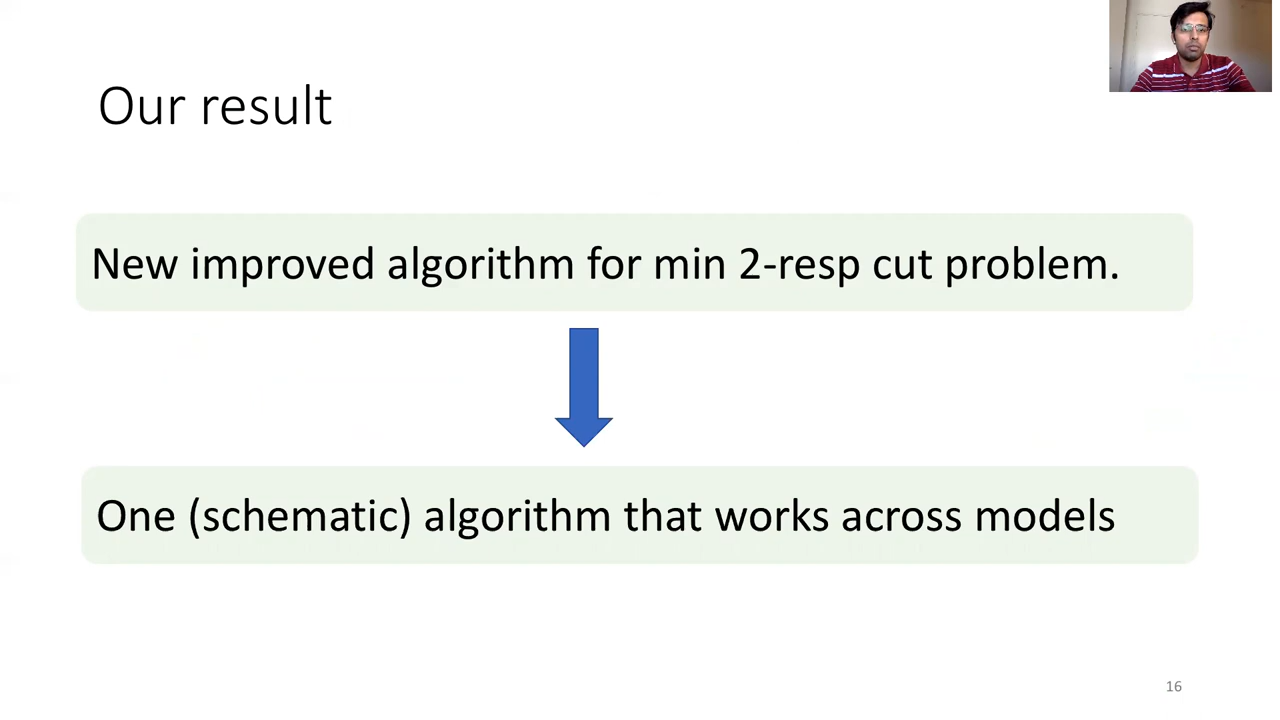 Our result
New improved algorithm for min 2-resp cut problem.
One (schematic) algorithm that works across models
16